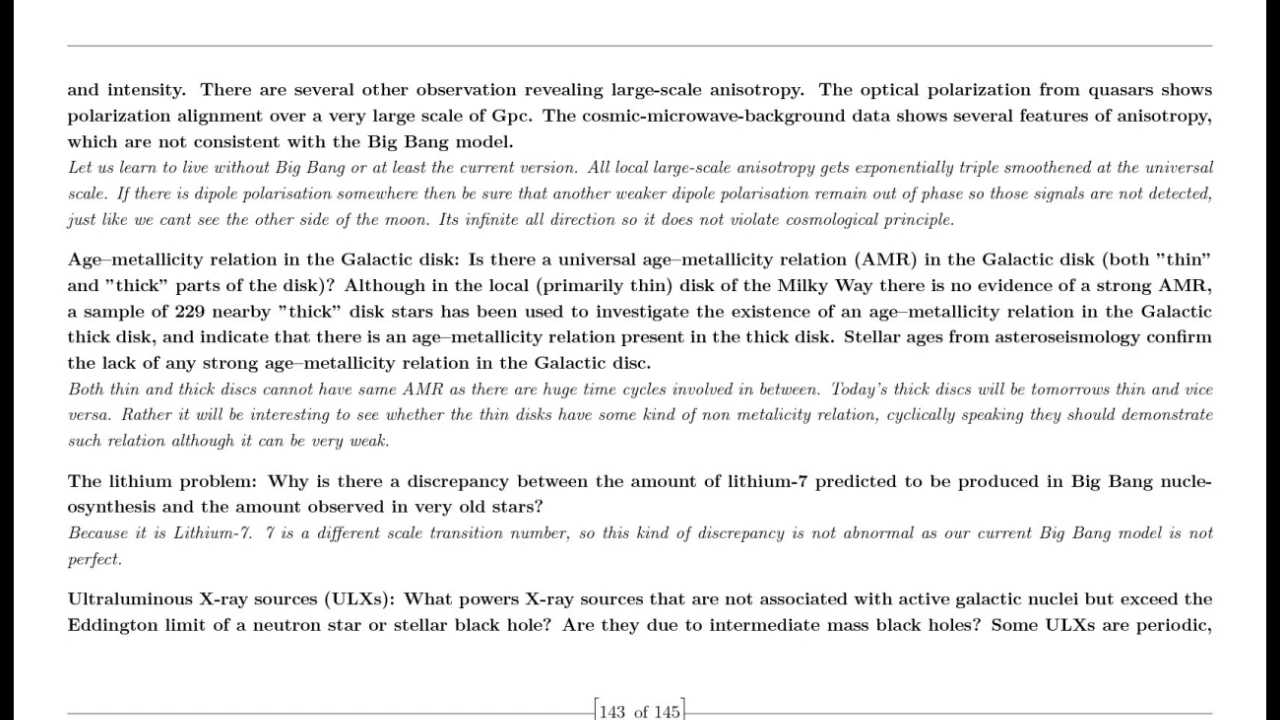 and intensity. There are several other observation revealing large-scale anisotropy. The optical polarization from quasars shows
polarization alignment over a very large scale of Gpc. The cosmic-microwave-background data shows several features of anisotropy,
which are not consistent with the Big Bang model.
Let us learn to live without Big Bang or at least the current version. All local large-scale anisotropy gets exponentially triple smoothened at the universal
scale. If there is dipole polarisation somewhere then be sure that another weaker dipole polarisation remain out of phase so those signals are not detected,
just like we cant see the other side of the moon. Its infinite all direction so it does not violate cosmological principle.
Age–metallicity relation in the Galactic disk: Is there a universal age–metallicity relation (AMR) in the Galactic disk (both ”thin”
and ”thick” parts of the disk)? Although in the local (primarily thin) disk of the Milky Way there is no evidence of a strong AMR,
a sample of 229 nearby ”thick” disk stars has been used to investigate the existence of an age–metallicity relation in the Galactic
thick disk, and indicate that there is an age–metallicity relation present in the thick disk. Stellar ages from asteroseismology confirm
the lack of any strong age–metallicity relation in the Galactic disc.
Both thin and thick discs cannot have same AMR as there are huge time cycles involved in between. Today's thick discs will be tomorrows thin and vice
versa. Rather it will be interesting to see whether the thin disks have some kind of non metalicity relation, cyclically speaking they should demonstrate
such relation although it can be very weak.
The lithium problem: Why is there a discrepancy between the amount of lithium-7 predicted to be produced in Big Bang nucle-
osynthesis and the amount observed in very old stars?
Because it is Lithium-7. 7 is a different scale transition number, so this kind of discrepancy is not abnormal as our current Big Bang model is not
perfect.
Ultraluminous X-ray sources (ULXs): What powers X-ray sources that are not associated with active galactic nuclei but exceed the
Eddington limit of a neutron star or stellar black hole? Are they due to intermediate mass black holes? Some ULXs are periodic,
[143 of 145]